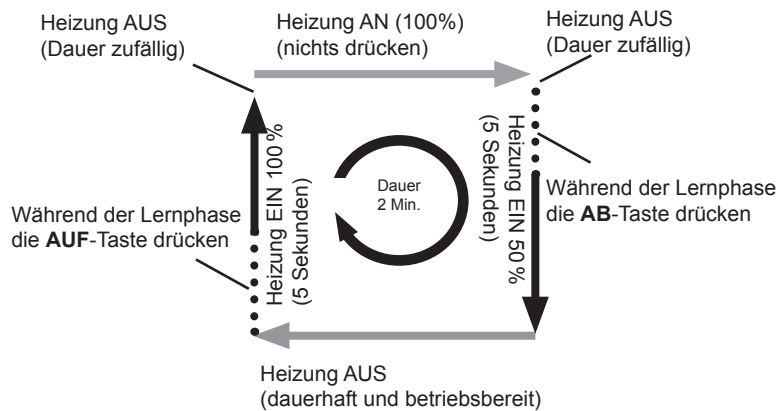 Heizung AUS
(Dauer zufällig)
Heizung AN (100%)
(nichts drücken)
Heizung AUS
(Dauer zufällig)
Heizung EIN 100 %
(5 Sekunden)
Dauer
2 Min.
Heizung EIN 50 %
(5 Sekunden)
Während der Lernphase
die AUF-Taste drücken
Während der Lernphase
die AB-Taste drücken
Heizung AUS
(dauerhaft und betriebsbereit)